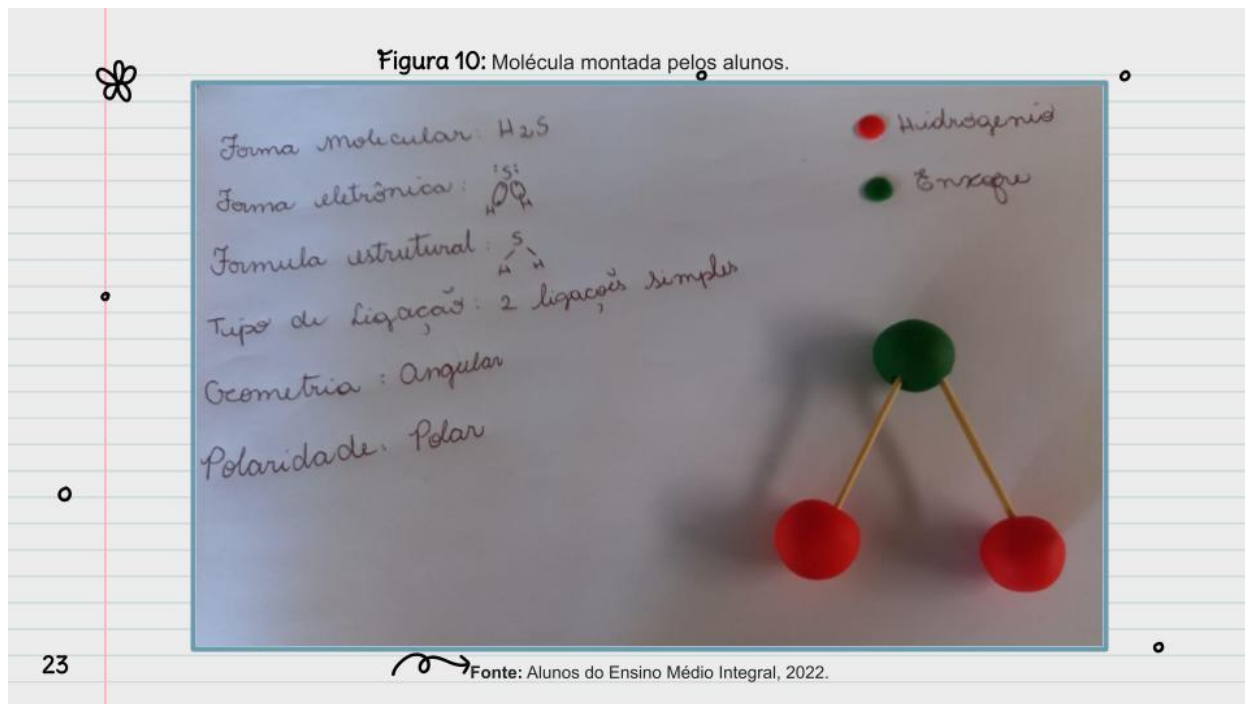 Figura 10: Molécula montada pelos alunos.
Forma molecular: H2S
Hidrogenio
Forma eletrônica: :S:
H H
Enxofre
Formula estrutural: S
H H
Tipo de Ligação: 2 ligações simples
Geometria: Angular
Polaridade: Polar
23
Fonte: Alunos do Ensino Médio Integral, 2022.